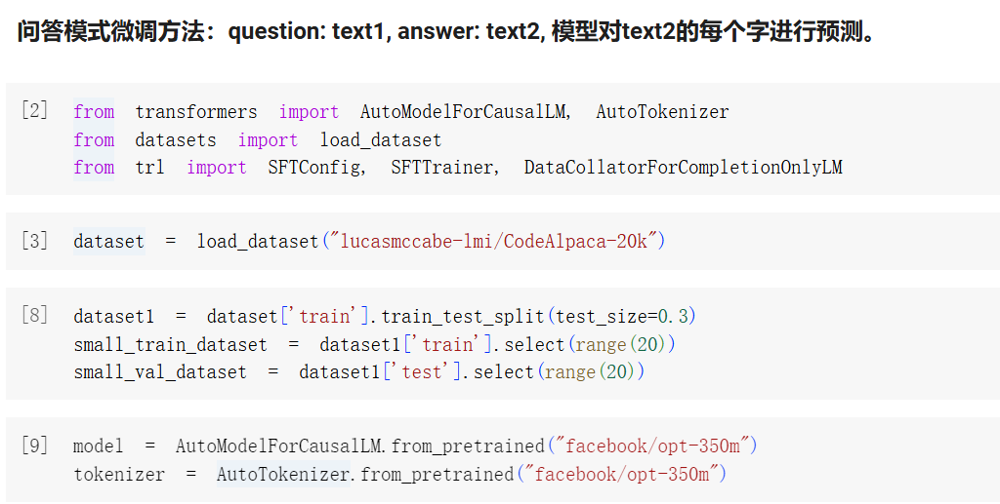 问答模式微调方法：question: text1, answer: text2, 模型对text2的每个字进行预测。
[2] from transformers import AutoModelForCausalLM, AutoTokenizer
from datasets import load_dataset
from trl import SFTConfig, SFTTrainer, DataCollatorForCompletionOnlyLM
[3] dataset = load_dataset("lucasmccabe-lmi/CodeAlpaca-20k")
[8] dataset1 = dataset['train'].train_test_split(test_size=0.3)
small_train_dataset = dataset1['train'].select(range(20))
small_val_dataset = dataset1['test'].select(range(20))
[9] model = AutoModelForCausalLM.from_pretrained("facebook/opt-350m")
tokenizer = AutoTokenizer.from_pretrained("facebook/opt-350m")